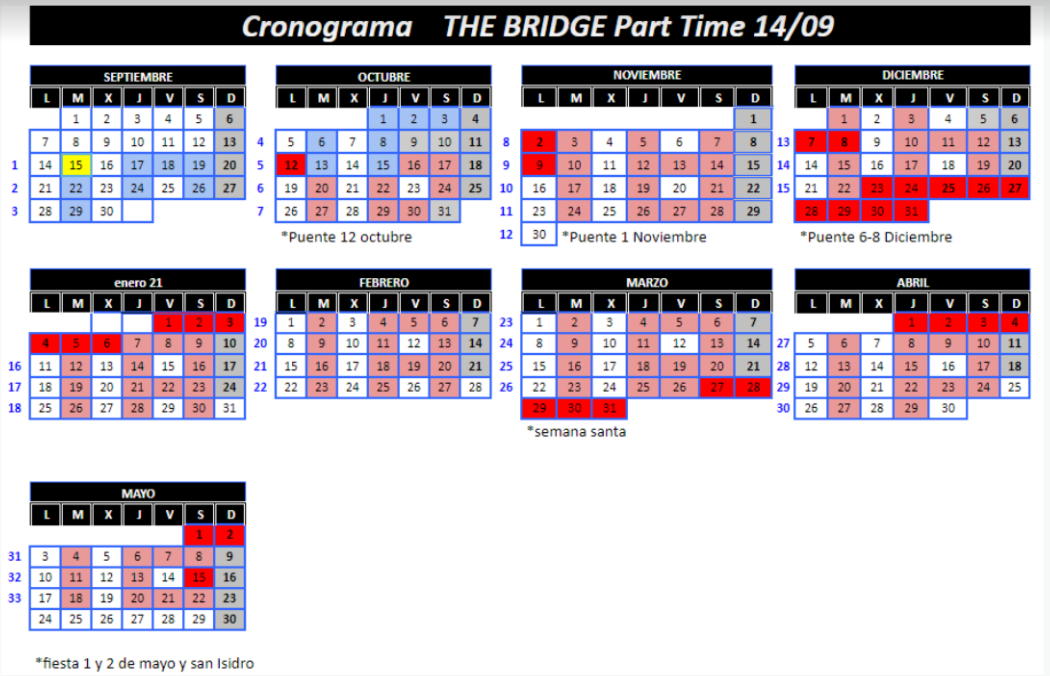 Cronograma THE BRIDGE Part Time 14/09
SEPTIEMBRE
L M X J V S D
1 2 3 4 5 6
7 8 9 10 11 12 13
1 14 15 16 17 18 19 20
2 21 22 23 24 25 26 27
3 28 29 30
OCTUBRE
L M X J V S D
1 2 3 4
4 5 6 7 8 9 10 11
5 12 13 14 15 16 17 18
6 19 20 21 22 23 24 25
7 26 27 28 29 30 31
*Puente 12 octubre
NOVIEMBRE
L M X J V S D
1
8 2 3 4 5 6 7 8
9 9 10 11 12 13 14 15
10 16 17 18 19 20 21 22
11 23 24 25 26 27 28 29
12 30
*Puente 1 Noviembre
DICIEMBRE
L M X J V S D
1 2 3 4 5 6
13 7 8 9 10 11 12 13
14 14 15 16 17 18 19 20
15 21 22 23 24 25 26 27
28 29 30 31
*Puente 6-8 Diciembre
enero 21
L M X J V S D
1 2 3
4 5 6 7 8 9 10
16 11 12 13 14 15 16 17
17 18 19 20 21 22 23 24
18 25 26 27 28 29 30 31
FEBRERO
L M X J V S D
19 1 2 3 4 5 6 7
20 8 9 10 11 12 13 14
21 15 16 17 18 19 20 21
22 22 23 24 25 26 27 28
MARZO
L M X J V S D
23 1 2 3 4 5 6 7
24 8 9 10 11 12 13 14
25 15 16 17 18 19 20 21
26 22 23 24 25 26 27 28
29 30 31
*semana santa
ABRIL
L M X J V S D
1 2 3 4
27 5 6 7 8 9 10 11
28 12 13 14 15 16 17 18
29 19 20 21 22 23 24 25
30 26 27 28 29 30
MAYO
L M X J V S D
1 2
31 3 4 5 6 7 8 9
32 10 11 12 13 14 15 16
33 17 18 19 20 21 22 23
24 25 26 27 28 29 30
*fiesta 1 y 2 de mayo y san Isidro